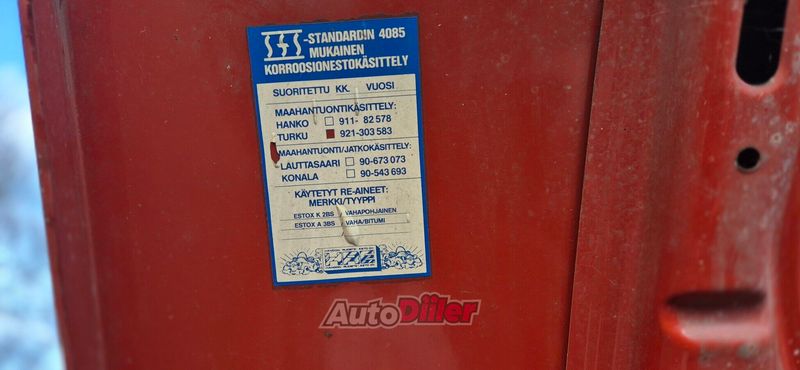 SFS-STANDARDIN 4085
MUKAINEN
KORROOSIONESTOKÄSITTELY
SUORITETTU KK. VUOSI
MAAHANTUONTIKÄSITTELY:
HANKO 911- 82 578
TURKU 921-303 583
MAAHANTUONTI/JATKOKÄSITTELY:
LAUTTASAARI 90-673 073
KONALA 90-543 693
KÄYTETYT RE-AINEET:
MERKKI/TYYPPI
ESTOX K 2BS / VAHAPOHJAINEN
ESTOX A 3BS / VAHA/BITUMI
AutoDiiler